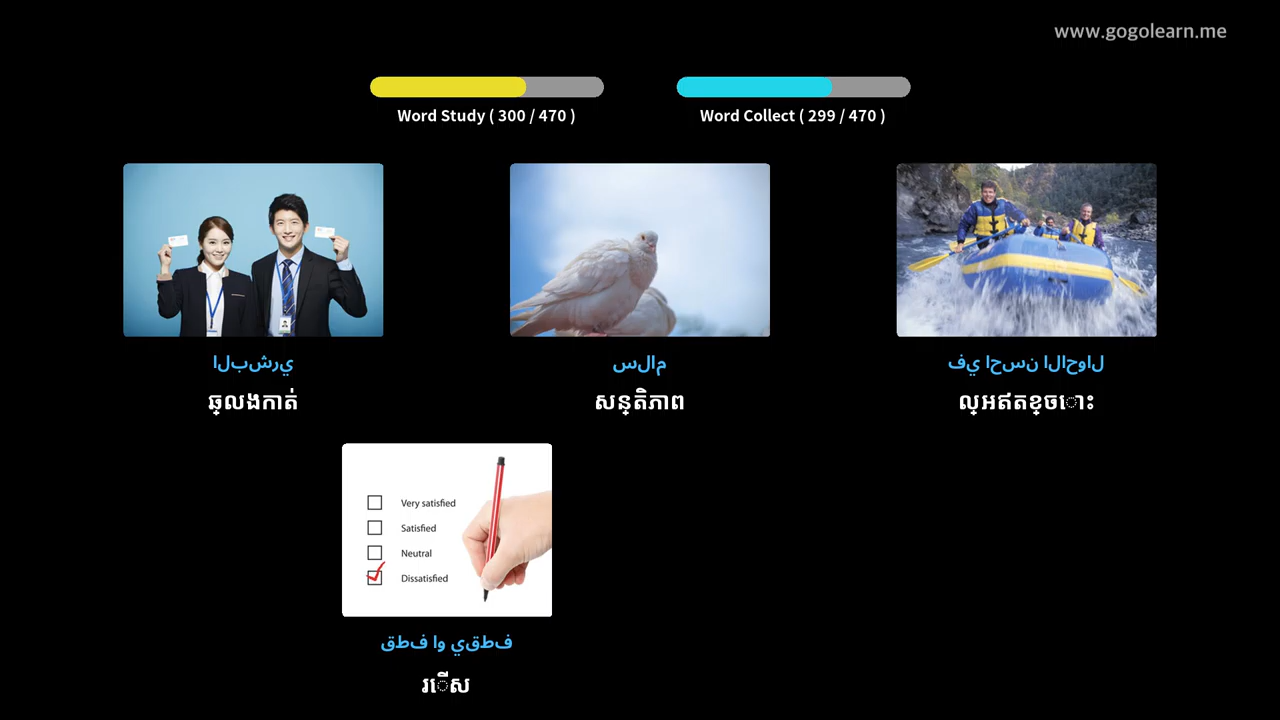 www.gogolearn.me
Word Study ( 300 / 470 )
Word Collect ( 299 / 470 )
البشري
سلام
في احسن الاحوال
ឆ្លងកាត់
សន្តិភាព
ល្អឥតខ្ចោះ
Very satisfied
Satisfied
Neutral
Dissatisfied
قطف او يقطف
រើស